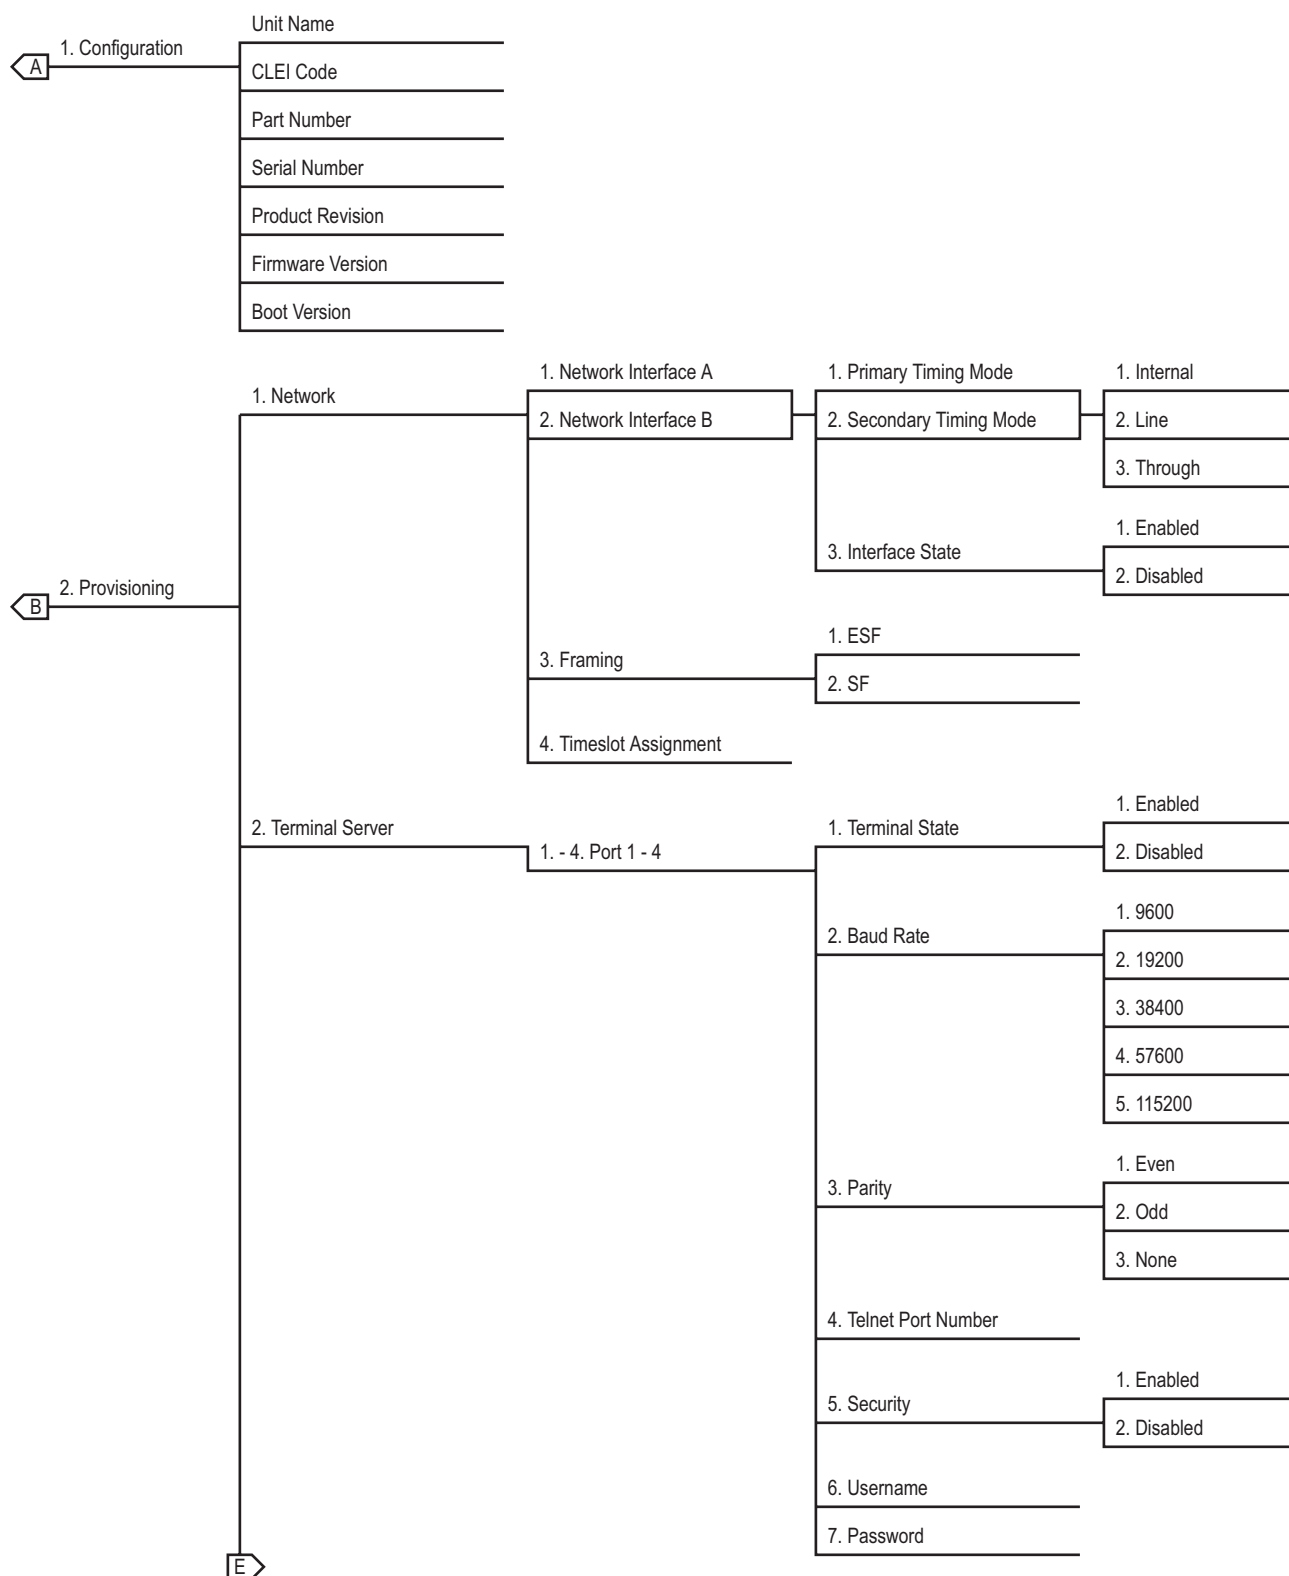 A
1. Configuration
Unit Name
CLEI Code
Part Number
Serial Number
Product Revision
Firmware Version
Boot Version
B
2. Provisioning
1. Network
1. Network Interface A
2. Network Interface B
1. Primary Timing Mode
2. Secondary Timing Mode
1. Internal
2. Line
3. Through
3. Interface State
1. Enabled
2. Disabled
3. Framing
1. ESF
2. SF
4. Timeslot Assignment
2. Terminal Server
1. - 4. Port 1 - 4
1. Terminal State
1. Enabled
2. Disabled
2. Baud Rate
1. 9600
2. 19200
3. 38400
4. 57600
5. 115200
3. Parity
1. Even
2. Odd
3. None
4. Telnet Port Number
5. Security
1. Enabled
2. Disabled
6. Username
7. Password
E